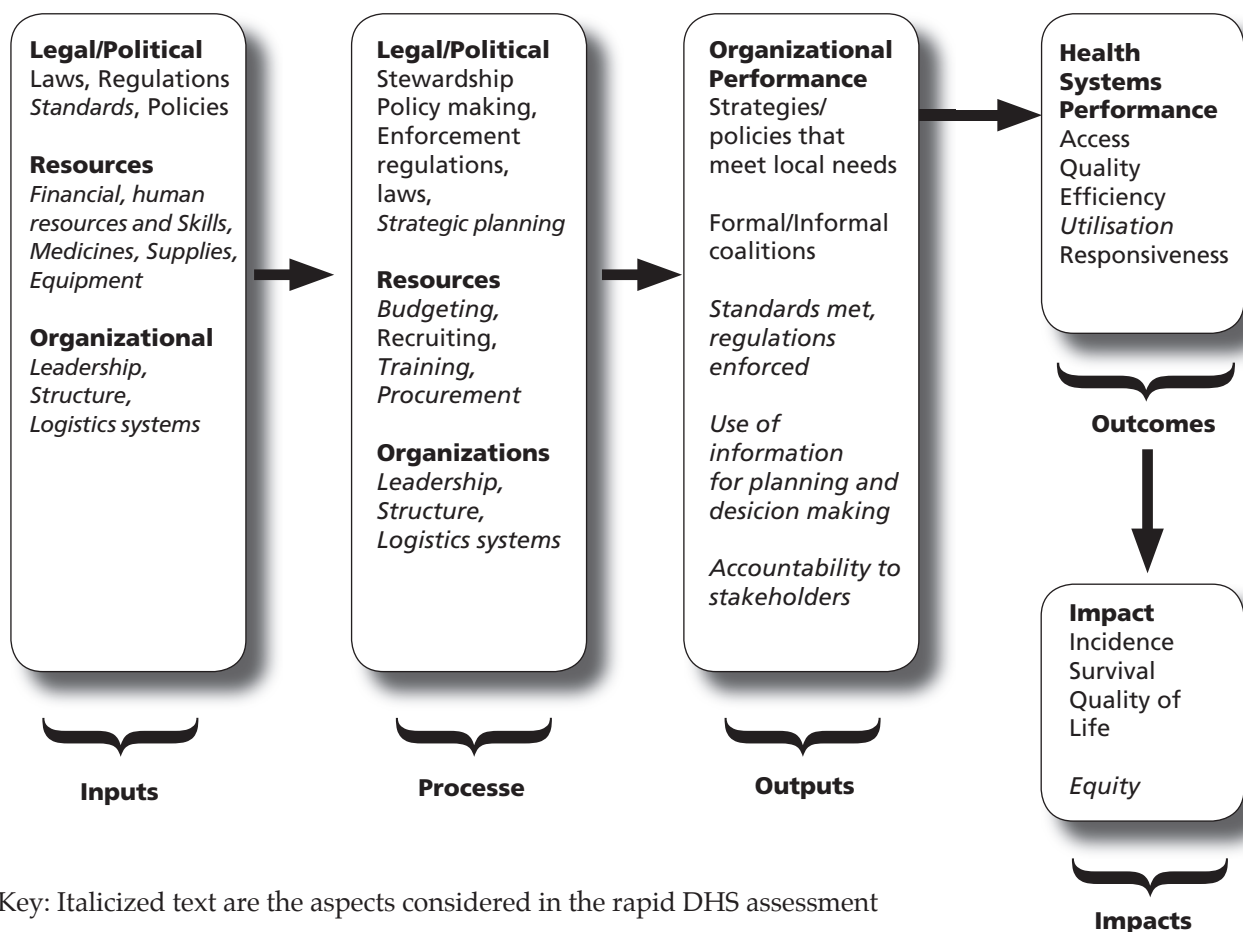 Legal/Political
Laws, Regulations
Standards, Policies
Resources
Financial, human
resources and Skills,
Medicines, Supplies,
Equipment
Organizational
Leadership,
Structure,
Logistics systems
Inputs
Legal/Political
Stewardship
Policy making,
Enforcement
regulations,
laws,
Strategic planning
Resources
Budgeting,
Recruiting,
Training,
Procurement
Organizations
Leadership,
Structure,
Logistics systems
Processe
Organizational
Performance
Strategies/
policies that
meet local needs
Formal/Informal
coalitions
Standards met,
regulations
enforced
Use of
information
for planning and
desicion making
Accountability to
stakeholders
Outputs
Health
Systems
Performance
Access
Quality
Efficiency
Utilisation
Responsiveness
Outcomes
Impact
Incidence
Survival
Quality of
Life
Equity
Impacts
Key: Italicized text are the aspects considered in the rapid DHS assessment